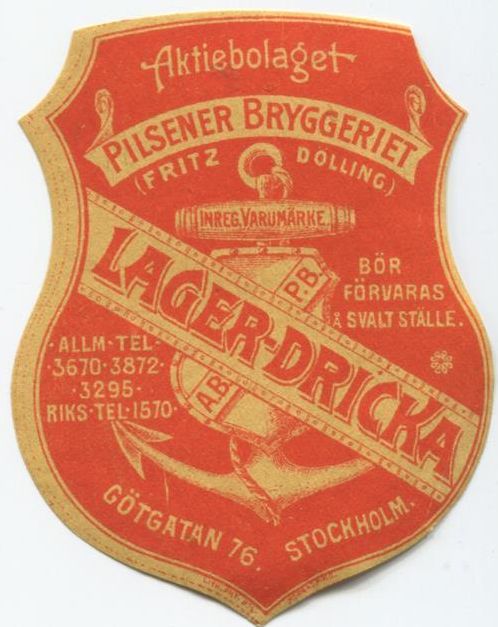 Aktiebolaget
PILSENER BRYGGERIET
(FRITZ DÖLLING)
INREG. VARUMÄRKE.
P.B.
LAGER-DRICKA
A.B.
BÖR
FÖRVARAS
Å SVALT STÄLLE.
·ALLM·TEL·
·3670·3872·
·3295·
RIKS·TEL·1570·
GÖTGATAN 76. STOCKHOLM.